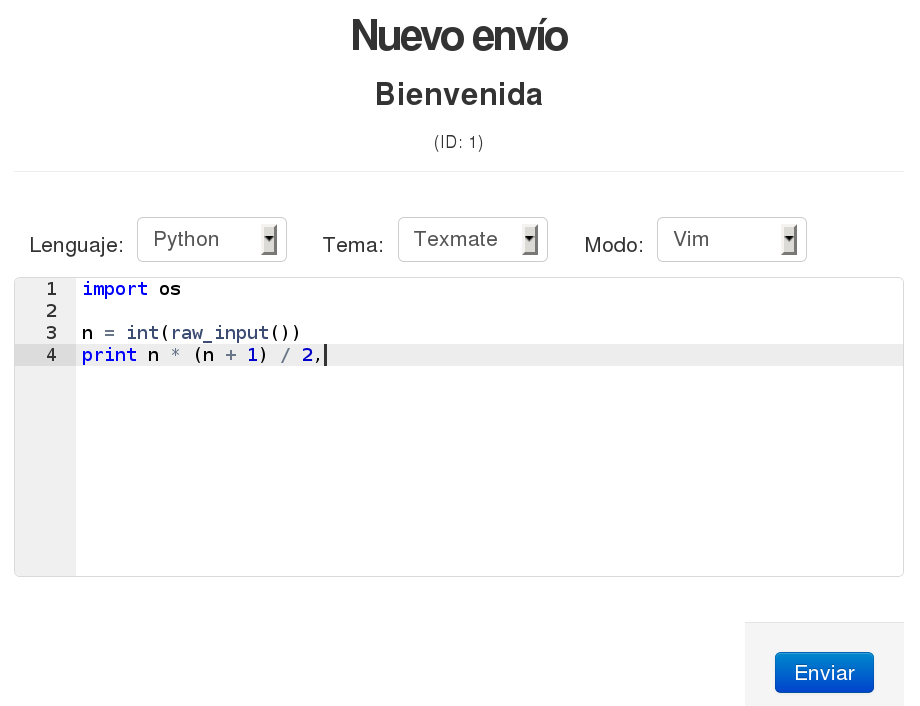 Nuevo envío
Bienvenida
(ID: 1)
Lenguaje: Python Tema: Texmate Modo: Vim
1 import os
2
3 n = int(raw_input())
4 print n * (n + 1) / 2,
Enviar